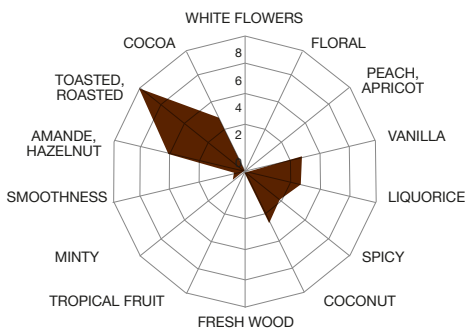 WHITE FLOWERS
COCOA
FLORAL
TOASTED,
ROASTED
PEACH,
APRICOT
AMANDE,
HAZELNUT
VANILLA
SMOOTHNESS
LIQUORICE
MINTY
SPICY
TROPICAL FRUIT
COCONUT
FRESH WOOD
8
6
4
2